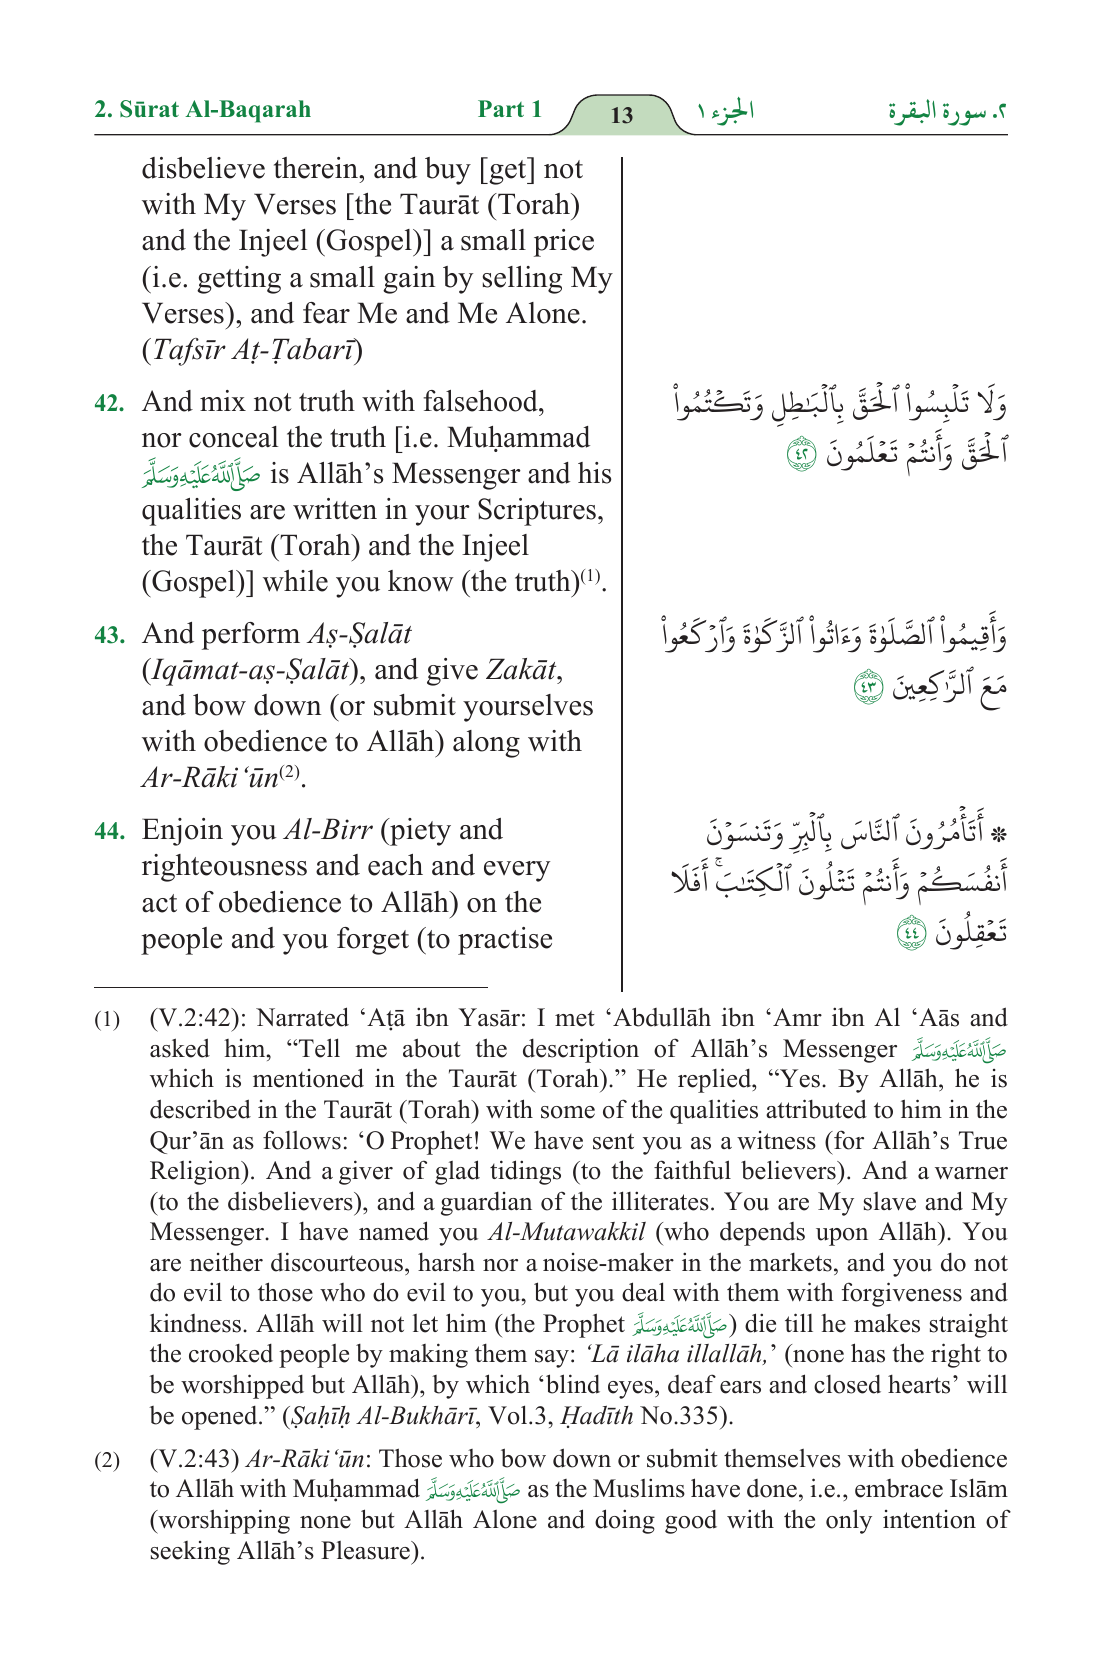 2. Sūrat Al-Baqarah Part 1 13 الجزء ١ ٢. سورة البقرة
disbelieve therein, and buy [get] not
with My Verses [the Taurāt (Torah)
and the Injeel (Gospel)] a small price
(i.e. getting a small gain by selling My
Verses), and fear Me and Me Alone.
(Tafsīr Aṭ-Ṭabarī)
42. And mix not truth with falsehood,
nor conceal the truth [i.e. Muḥammad
ﷺ is Allāh’s Messenger and his
qualities are written in your Scriptures,
the Taurāt (Torah) and the Injeel
(Gospel)] while you know (the truth)(1).
وَلَا تَلْبِسُوا۟ ٱلْحَقَّ بِٱلْبَـٰطِلِ وَتَكْتُمُوا۟
ٱلْحَقَّ وَأَنتُمْ تَعْلَمُونَ ٤٢
43. And perform Aṣ-Ṣalāt
(Iqāmat-aṣ-Ṣalāt), and give Zakāt,
and bow down (or submit yourselves
with obedience to Allāh) along with
Ar-Rāki‘ūn(2).
وَأَقِيمُوا۟ ٱلصَّلَوٰةَ وَءَاتُوا۟ ٱلزَّكَوٰةَ وَٱرْكَعُوا۟
مَعَ ٱلرَّٰكِعِينَ ٤٣
44. Enjoin you Al-Birr (piety and
righteousness and each and every
act of obedience to Allāh) on the
people and you forget (to practise
۞ أَتَأْمُرُونَ ٱلنَّاسَ بِٱلْبِرِّ وَتَنسَوْنَ
أَنفُسَكُمْ وَأَنتُمْ تَتْلُونَ ٱلْكِتَـٰبَ ۚ أَفَلَا
تَعْقِلُونَ ٤٤
(1) (V.2:42): Narrated ‘Aṭā ibn Yasār: I met ‘Abdullāh ibn ‘Amr ibn Al ‘Aās and
asked him, “Tell me about the description of Allāh’s Messenger ﷺ
which is mentioned in the Taurāt (Torah).” He replied, “Yes. By Allāh, he is
described in the Taurāt (Torah) with some of the qualities attributed to him in the
Qur’ān as follows: ‘O Prophet! We have sent you as a witness (for Allāh’s True
Religion). And a giver of glad tidings (to the faithful believers). And a warner
(to the disbelievers), and a guardian of the illiterates. You are My slave and My
Messenger. I have named you Al-Mutawakkil (who depends upon Allāh). You
are neither discourteous, harsh nor a noise-maker in the markets, and you do not
do evil to those who do evil to you, but you deal with them with forgiveness and
kindness. Allāh will not let him (the Prophet ﷺ) die till he makes straight
the crooked people by making them say: ‘Lā ilāha illallāh,’ (none has the right to
be worshipped but Allāh), by which ‘blind eyes, deaf ears and closed hearts’ will
be opened.” (Ṣaḥīḥ Al-Bukhārī, Vol.3, Ḥadīth No.335).
(2) (V.2:43) Ar-Rāki‘ūn: Those who bow down or submit themselves with obedience
to Allāh with Muḥammad ﷺ as the Muslims have done, i.e., embrace Islām
(worshipping none but Allāh Alone and doing good with the only intention of
seeking Allāh’s Pleasure).